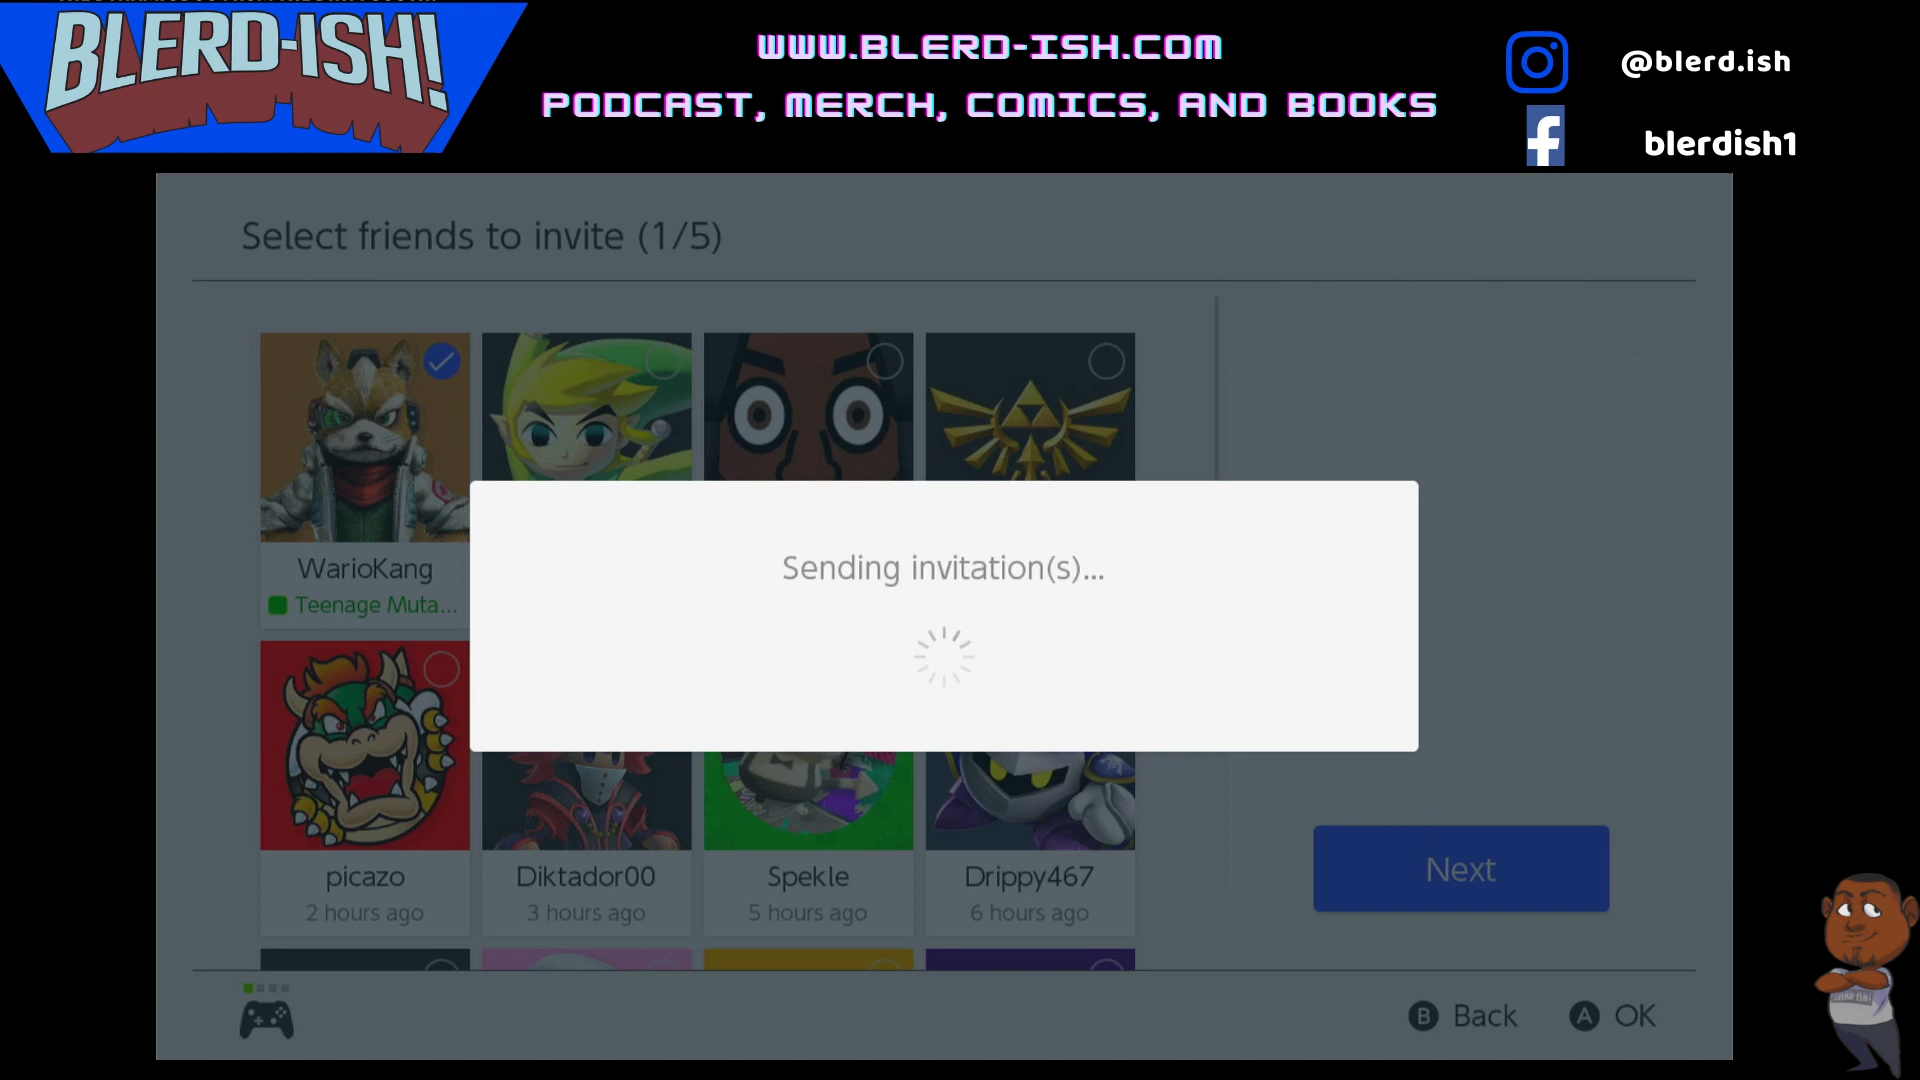 BLERD-ISH!
WWW.BLERD-ISH.COM
PODCAST, MERCH, COMICS, AND BOOKS
@blerd.ish
blerdish1
Select friends to invite (1/5)
WarioKang
Teenage Muta...
Sending invitation(s)...
picazo
Diktador00
Spekle
Drippy467
2 hours ago
3 hours ago
5 hours ago
6 hours ago
Next
B Back
A OK
BLERD-ISH!